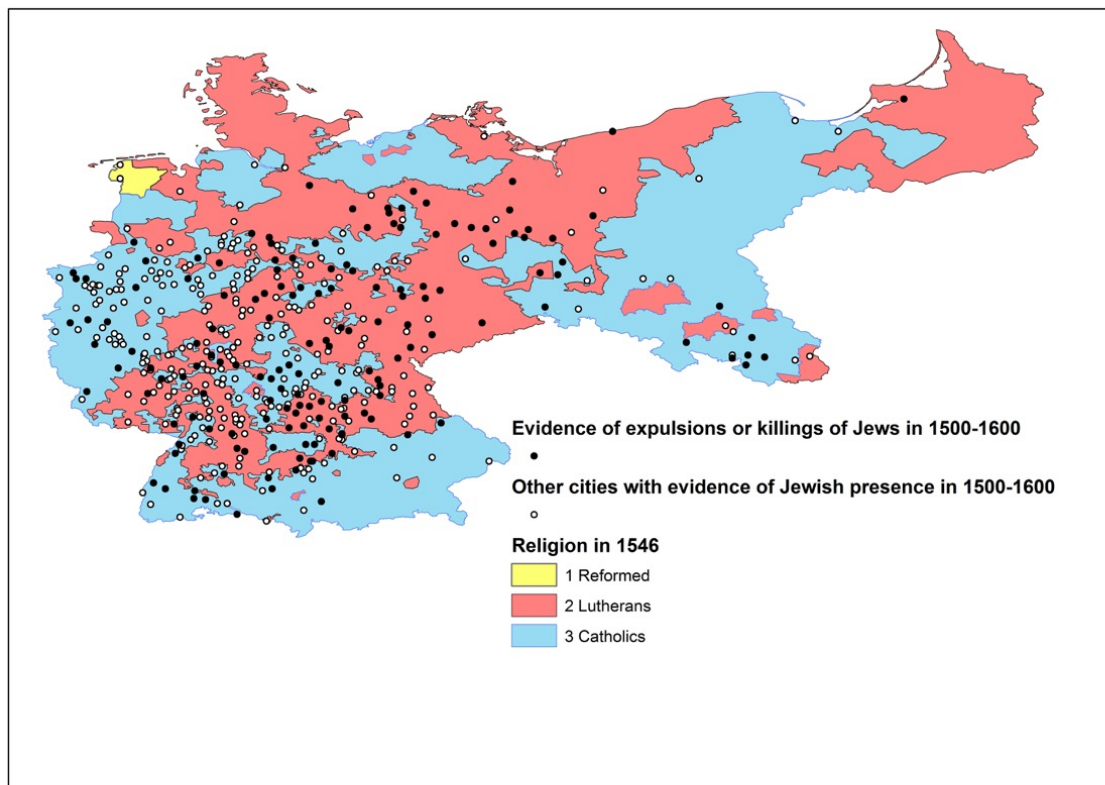 Evidence of expulsions or killings of Jews in 1500-1600
Other cities with evidence of Jewish presence in 1500-1600
Religion in 1546
1 Reformed
2 Lutherans
3 Catholics